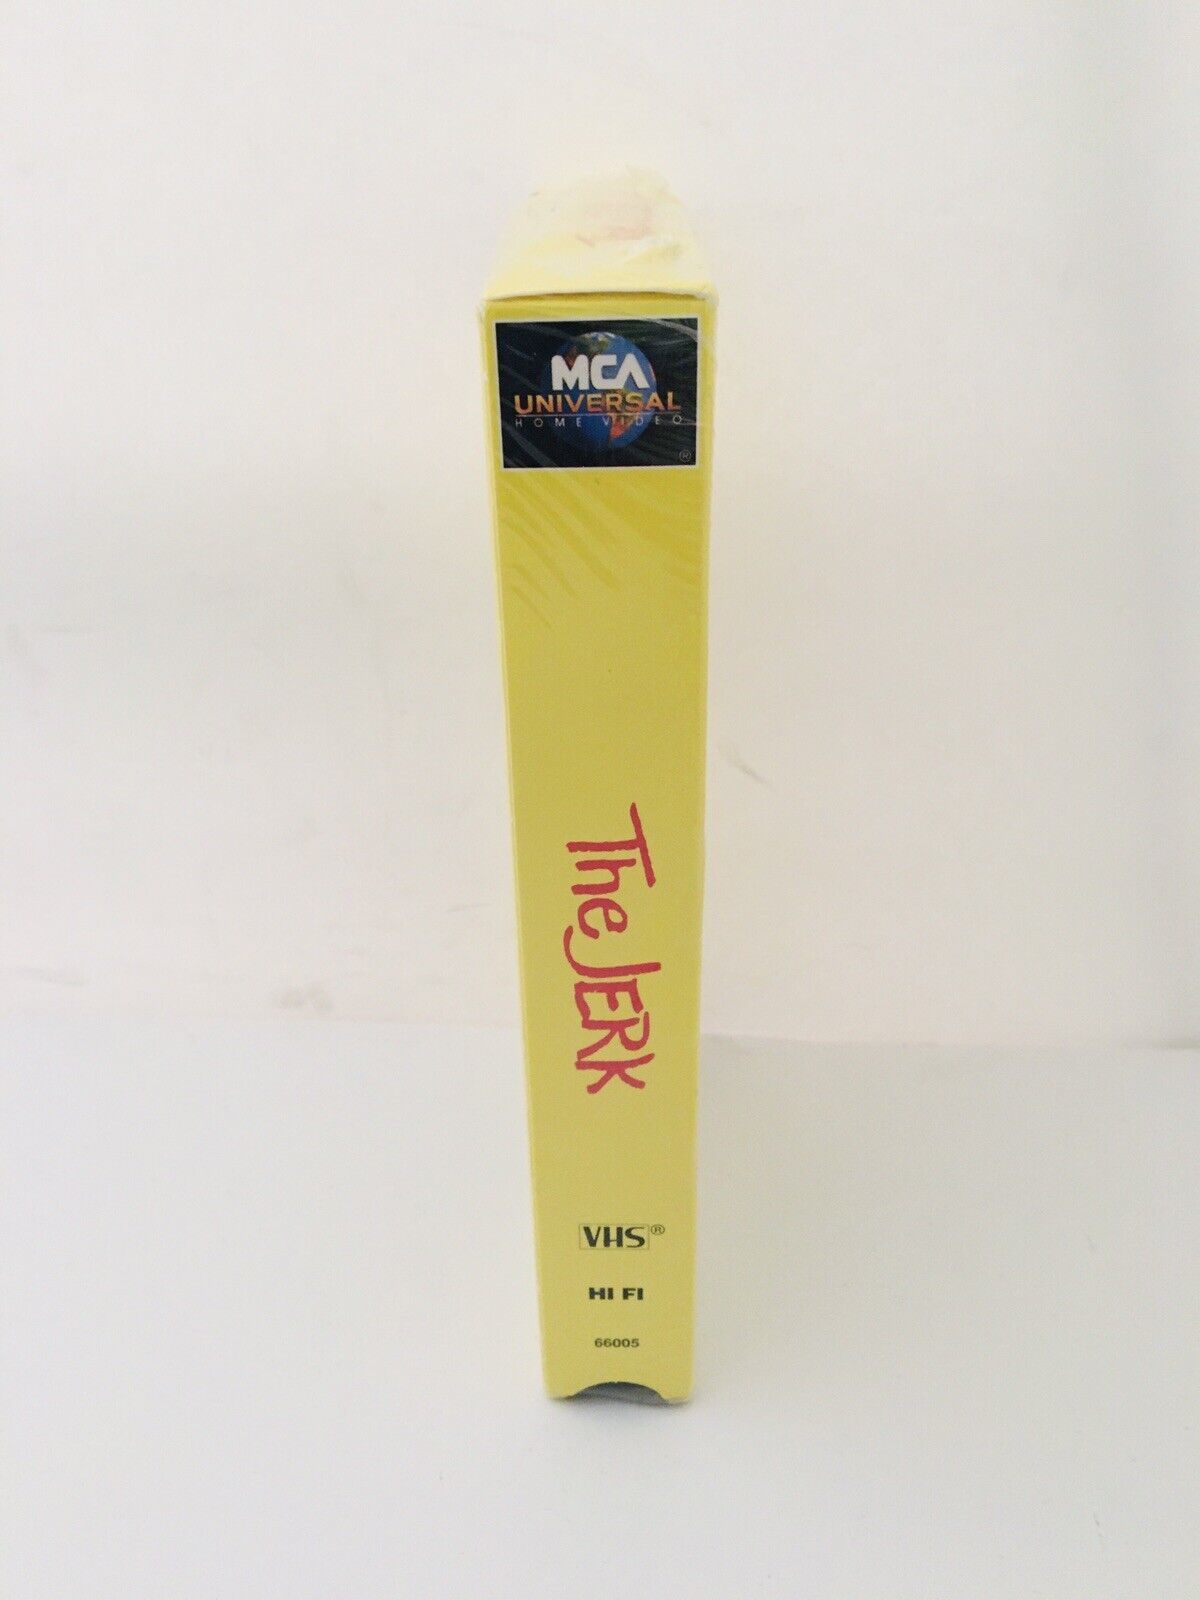 MCA
UNIVERSAL
HOME VIDEO
®
The JERK
VHS®
HI FI
66005